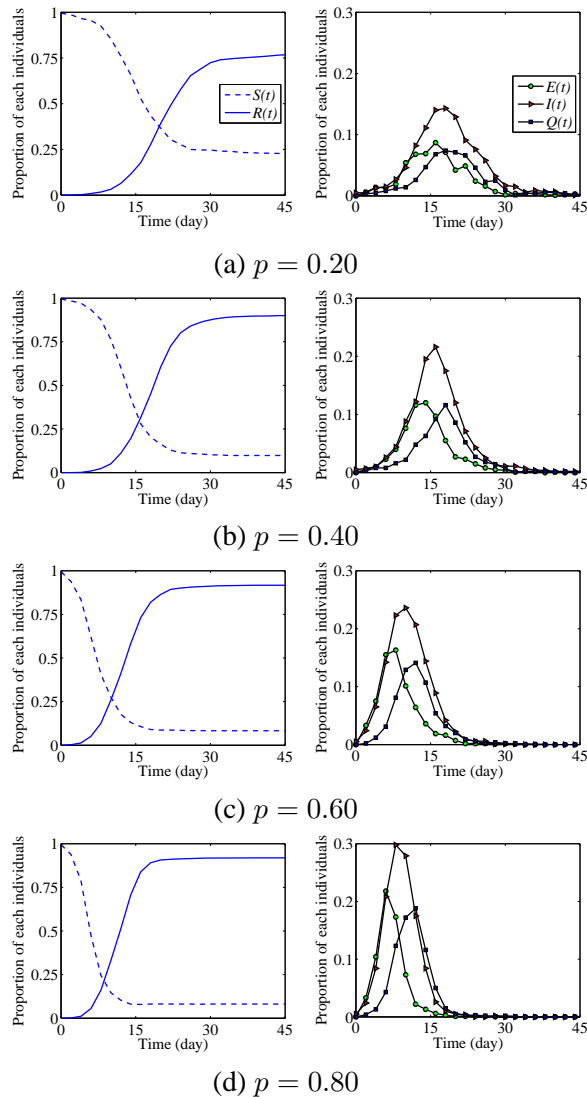 Proportion of each individuals
1
0.75
0.5
0.25
0
0 15 30 45
Time (day)
S(t)
R(t)
Proportion of each individuals
0.3
0.2
0.1
0
0 15 30 45
Time (day)
E(t)
I(t)
Q(t)
(a) p = 0.20
Proportion of each individuals
1
0.75
0.5
0.25
0
0 15 30 45
Time (day)
Proportion of each individuals
0.3
0.2
0.1
0
0 15 30 45
Time (day)
(b) p = 0.40
Proportion of each individuals
1
0.75
0.5
0.25
0
0 15 30 45
Time (day)
Proportion of each individuals
0.3
0.2
0.1
0
0 15 30 45
Time (day)
(c) p = 0.60
Proportion of each individuals
1
0.75
0.5
0.25
0
0 15 30 45
Time (day)
Proportion of each individuals
0.3
0.2
0.1
0
0 15 30 45
Time (day)
(d) p = 0.80